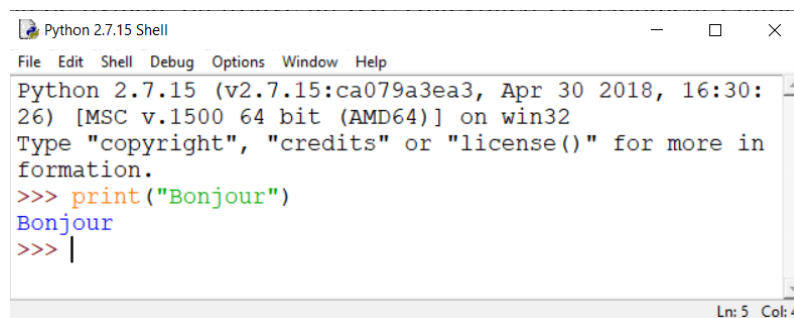 Python 2.7.15 Shell
File Edit Shell Debug Options Window Help
Python 2.7.15 (v2.7.15:ca079a3ea3, Apr 30 2018, 16:30:
26) [MSC v.1500 64 bit (AMD64)] on win32
Type "copyright", "credits" or "license()" for more in
formation.
>>> print("Bonjour")
Bonjour
>>>
Ln: 5 Col: 4